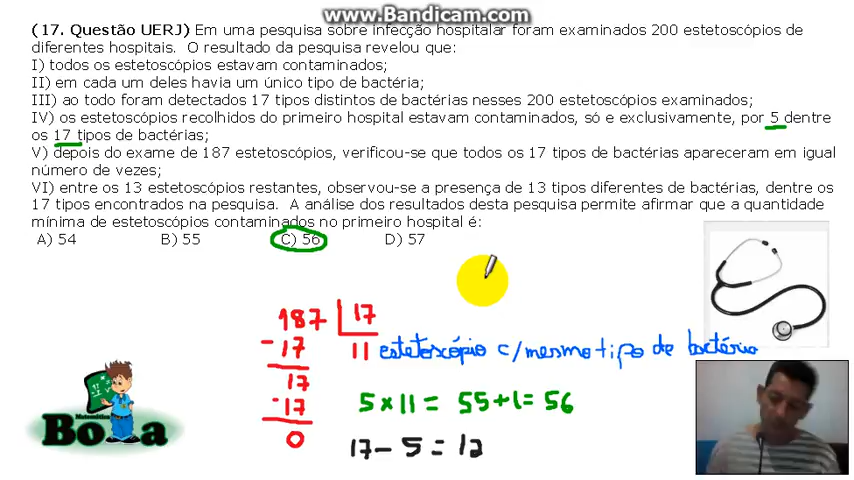 www.Bandicam.com
(17. Questão UERJ) Em uma pesquisa sobre infecção hospitalar foram examinados 200 estetoscópios de
diferentes hospitais. O resultado da pesquisa revelou que:
I) todos os estetoscópios estavam contaminados;
II) em cada um deles havia um único tipo de bactéria;
III) ao todo foram detectados 17 tipos distintos de bactérias nesses 200 estetoscópios examinados;
IV) os estetoscópios recolhidos do primeiro hospital estavam contaminados, só e exclusivamente, por 5 dentre
os 17 tipos de bactérias;
V) depois do exame de 187 estetoscópios, verificou-se que todos os 17 tipos de bactéria apareceram em igual
número de vezes;
VI) entre os 13 estetoscópios restantes, observou-se a presença de 13 tipos diferentes de bactérias, dentre os
17 tipos encontrados na pesquisa. A análise dos resultados desta pesquisa permite afirmar que a quantidade
mínima de estetoscópios contaminados no primeiro hospital é:
A) 54 B) 55 C) 56 D) 57
187 17
- 17 11 estetoscópio c/ mesmo tipo de bactéria
17
- 17
0
5 x 11 = 55 + 1 = 56
17 - 5 = 12
Matemática
Boa